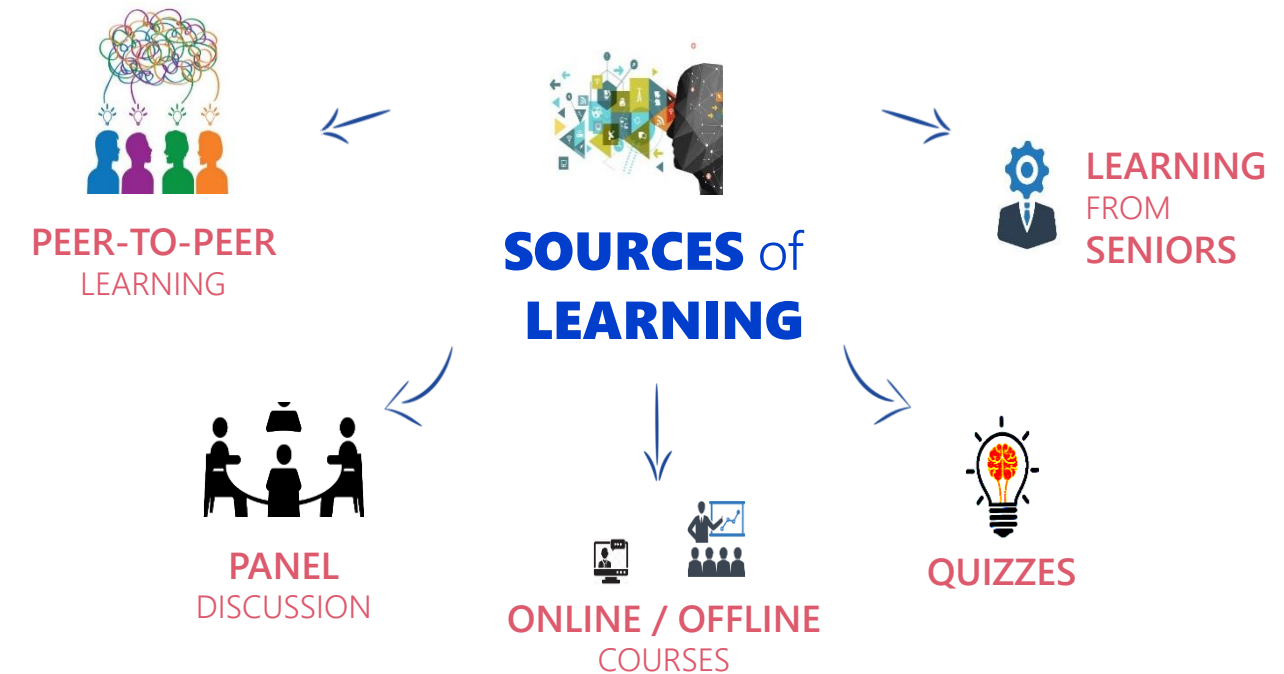 SOURCES of
LEARNING
PEER-TO-PEER
LEARNING
LEARNING
FROM
SENIORS
PANEL
DISCUSSION
ONLINE / OFFLINE
COURSES
QUIZZES